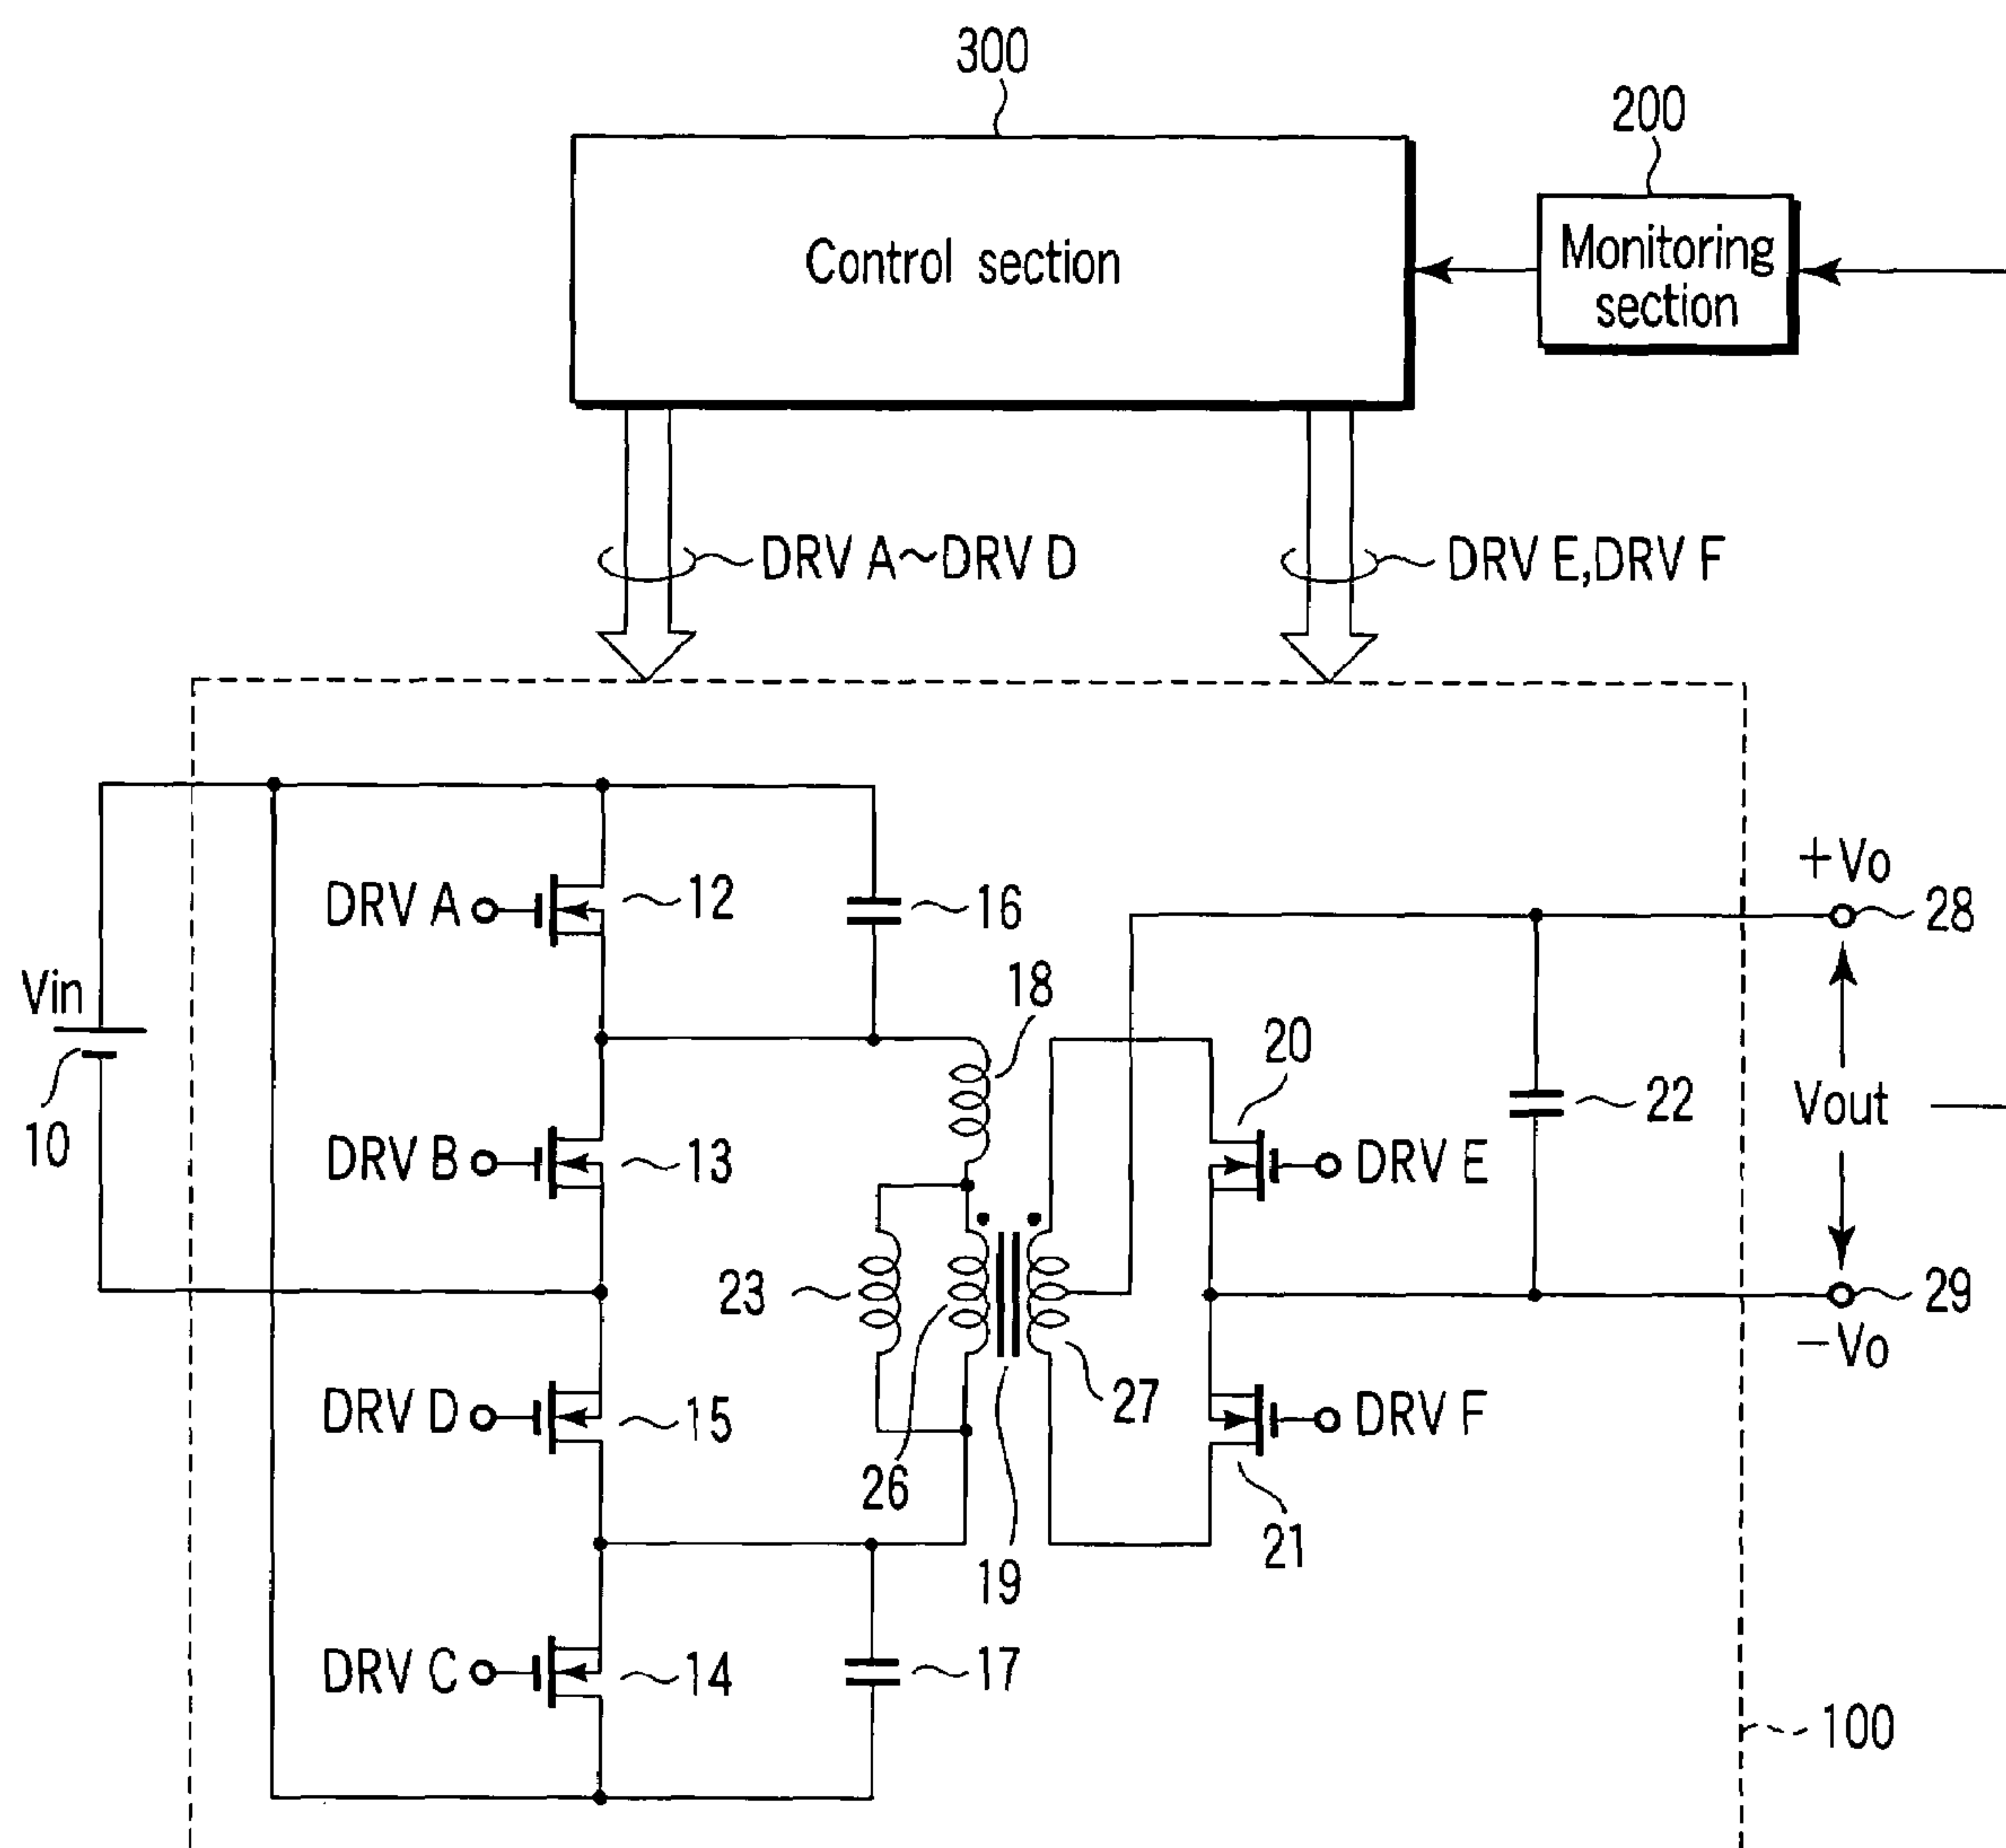 300
200
Control section
Monitoring
section
DRV A~DRV D
DRV E,DRV F
DRV A
12
16
+Vo
28
Vin
18
20
10
DRV B
13
DRV E
22
Vout
23
29
-Vo
DRV D
15
27
DRV F
26
19
21
DRV C
14
17
100